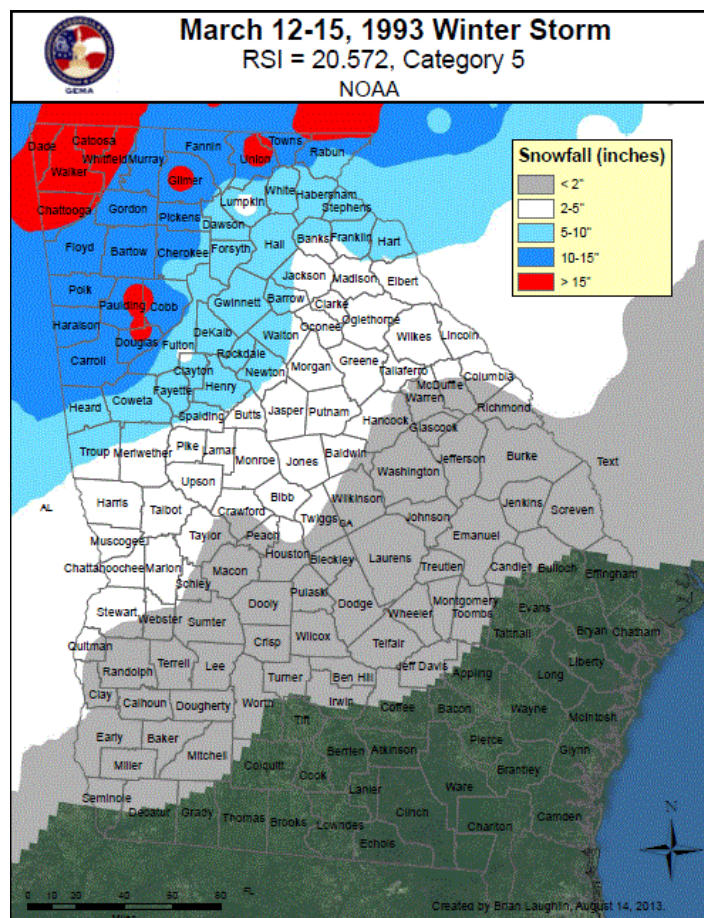 March 12-15, 1993 Winter Storm
RSI = 20.572, Category 5
NOAA
GEMA
Snowfall (inches)
< 2"
2-5"
5-10"
10-15"
> 15"
Dade
Catoosa
Whitfield
Murray
Fannin
Towns
Union
Rabun
Walker
Gilmer
Chattooga
Gordon
Pickens
Lumpkin
White
Habersham
Stephens
Dawson
Floyd
Bartow
Cherokee
Forsyth
Hall
Banks
Franklin
Hart
Jackson
Madison
Elbert
Polk
Paulding
Cobb
Gwinnett
Barrow
Clarke
Oconee
Oglethorpe
Haralson
Douglas
Fulton
DeKalb
Walton
Wilkes
Lincoln
Carroll
Clayton
Rockdale
Newton
Morgan
Greene
Taliaferro
McDuffie
Columbia
Heard
Coweta
Fayette
Henry
Spalding
Butts
Jasper
Putnam
Hancock
Warren
Richmond
Glascock
Troup
Meriwether
Pike
Lamar
Monroe
Jones
Baldwin
Washington
Jefferson
Burke
Text
Upson
Bibb
Wilkinson
Jenkins
Screven
AL
Harris
Talbot
Crawford
Twiggs
GA
Johnson
Emanuel
Muscogee
Taylor
Peach
Houston
Bleckley
Laurens
Treutlen
Candler
Bulloch
Effingham
Chattahoochee
Marion
Schley
Macon
Pulaski
Dodge
Wheeler
Montgomery
Toombs
Evans
Stewart
Webster
Sumter
Dooly
Crisp
Wilcox
Telfair
Tattnall
Bryan
Chatham
Quitman
Randolph
Terrell
Lee
Turner
Ben Hill
Jeff Davis
Appling
Long
Liberty
Clay
Calhoun
Dougherty
Worth
Irwin
Coffee
Bacon
Wayne
McIntosh
Early
Baker
Mitchell
Tift
Berrien
Atkinson
Pierce
Glynn
Miller
Colquitt
Cook
Lanier
Ware
Brantley
Seminole
Decatur
Grady
Thomas
Brooks
Lowndes
Clinch
Charlton
Camden
Echols
N
0 10 20 40 60 80
Miles
FL
Created by Brian Laughlin, August 14, 2013.